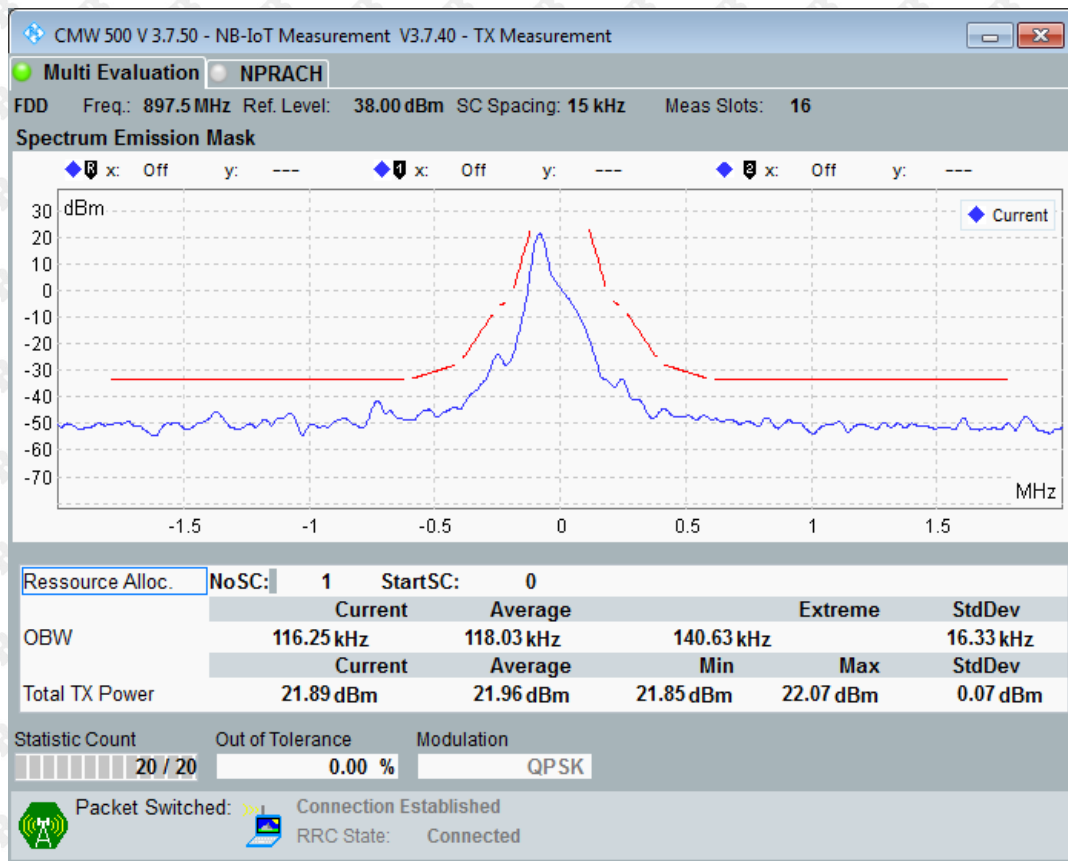 CMW 500 V 3.7.50 - NB-IoT Measurement V3.7.40 - TX Measurement
Multi Evaluation NPRACH
FDD Freq.: 897.5 MHz Ref. Level: 38.00 dBm SC Spacing: 15 kHz Meas Slots: 16
Spectrum Emission Mask
R x: Off y: --- 1 x: Off y: --- 2 x: Off y: ---
dBm
Current
30
20
10
0
-10
-20
-30
-40
-50
-60
-70
MHz
-1.5 -1 -0.5 0 0.5 1 1.5
Ressource Alloc. NoSC: 1 StartSC: 0
Current Average Extreme StdDev
OBW 116.25 kHz 118.03 kHz 140.63 kHz 16.33 kHz
Current Average Min Max StdDev
Total TX Power 21.89 dBm 21.96 dBm 21.85 dBm 22.07 dBm 0.07 dBm
Statistic Count Out of Tolerance Modulation
20 / 20 0.00 % QPSK
Packet Switched: Connection Established
RRC State: Connected